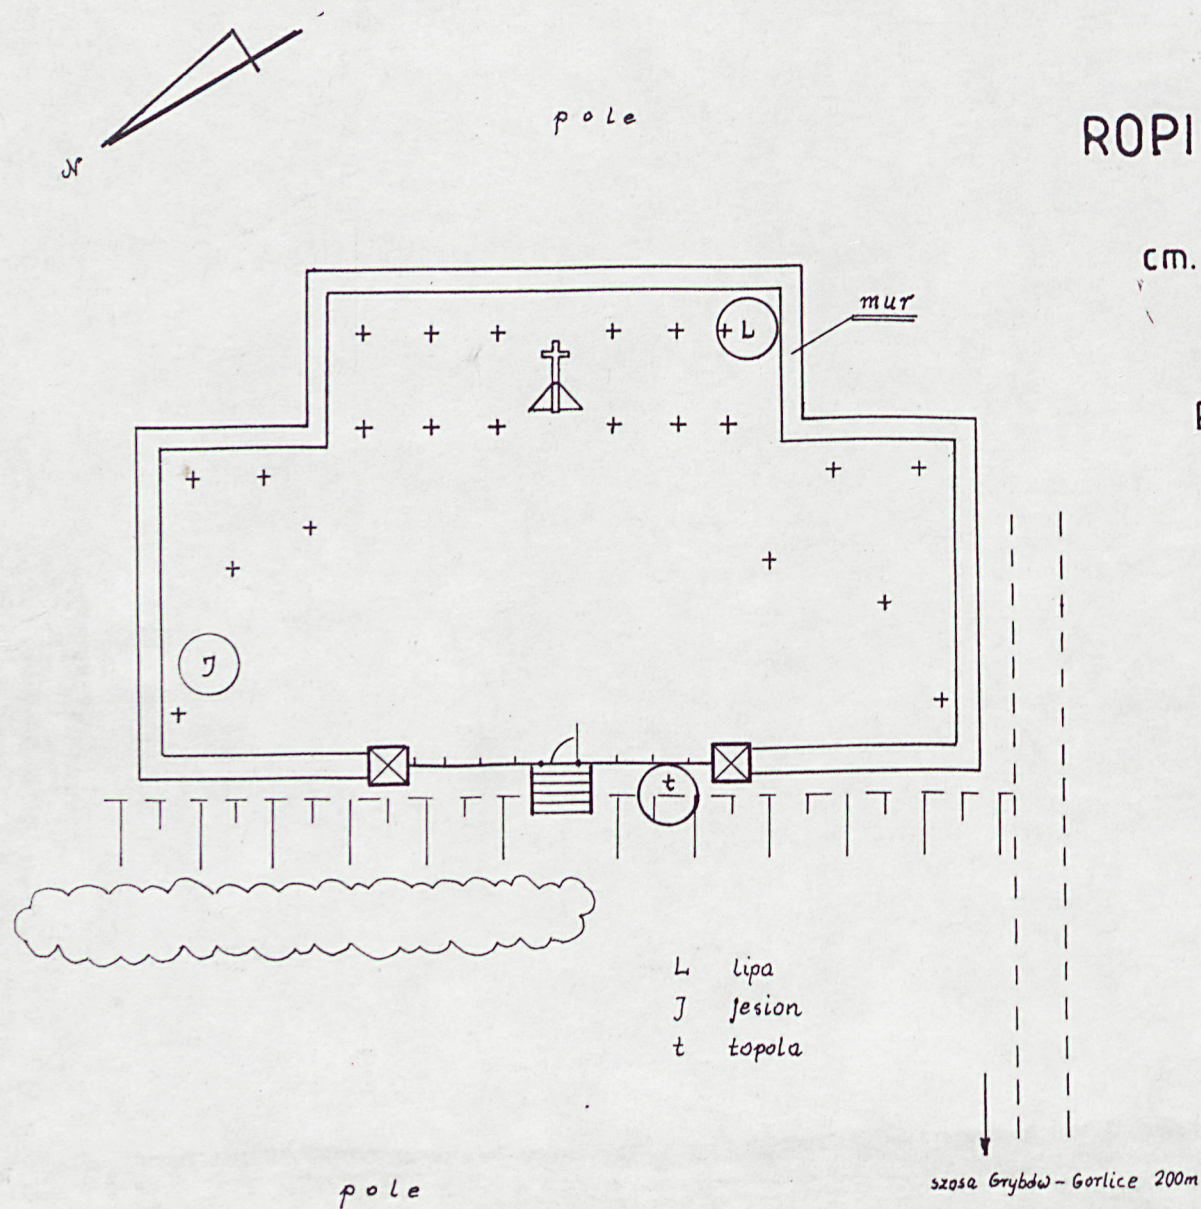 N
pole
ROPI
cm.
mur
L
J
t
L lipa
J jesion
t topola
szosa Grybów - Gorlice 200m
pole